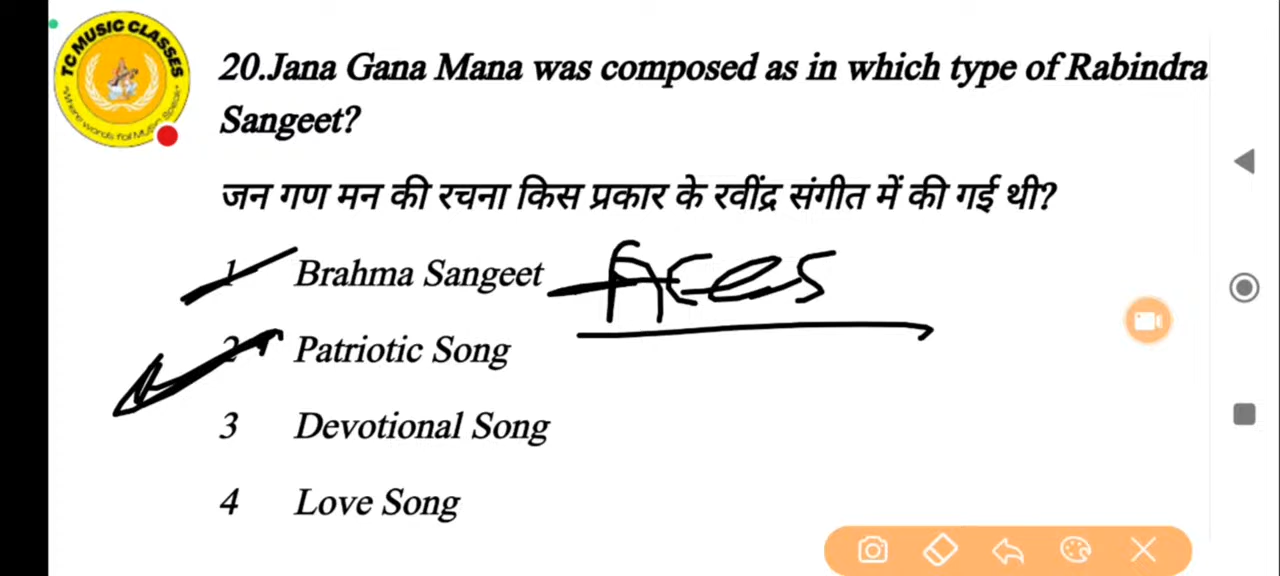 TC MUSIC CLASSES
20.Jana Gana Mana was composed as in which type of Rabindra
Sangeet?
जन गण मन की रचना किस प्रकार के रवींद्र संगीत में की गई थी?
1 Brahma Sangeet
2 Patriotic Song
3 Devotional Song
4 Love Song